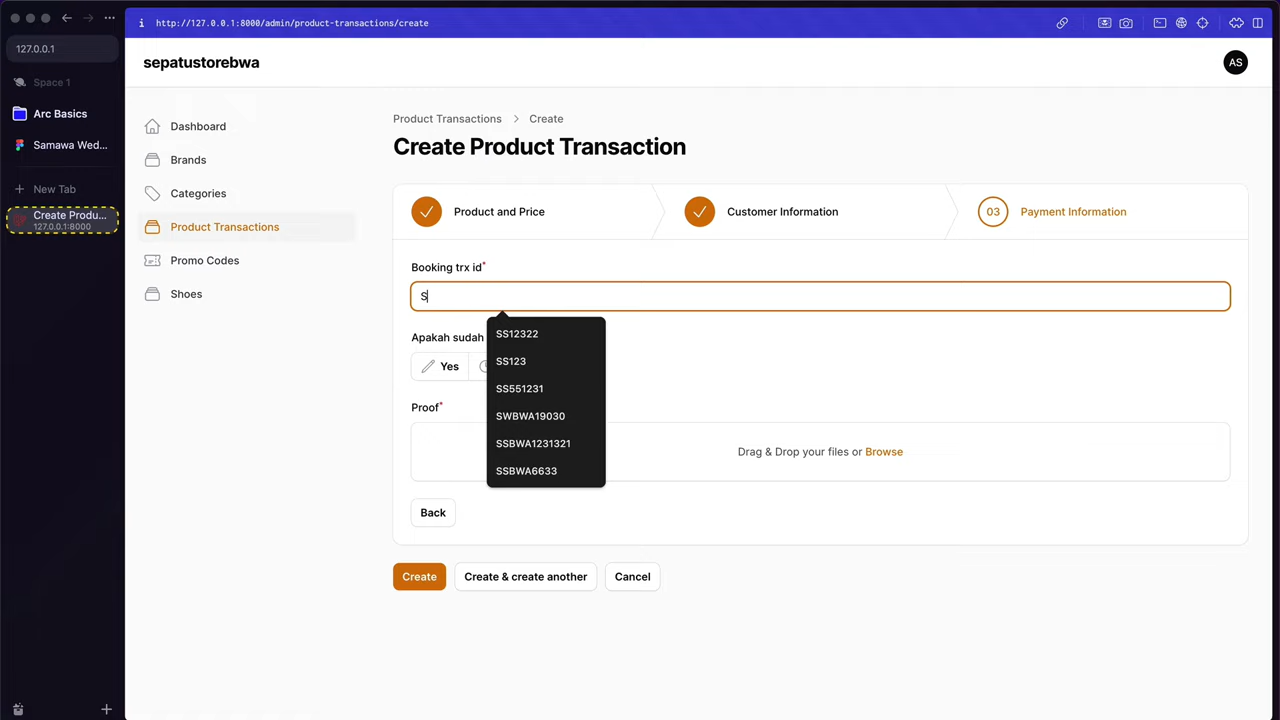 http://127.0.0.1:8000/admin/product-transactions/create
127.0.0.1
Space 1
Arc Basics
Samawa Wed...
New Tab
Create Produ...
127.0.0.1:8000
sepatustorebwa
AS
Dashboard
Brands
Categories
Product Transactions
Promo Codes
Shoes
Product Transactions > Create
Create Product Transaction
Product and Price
Customer Information
03 Payment Information
Booking trx id*
S
SS12322
SS123
SS551231
SWBWA19030
SSBWA1231321
SSBWA6633
Apakah sudah
Yes
Proof*
Drag & Drop your files or Browse
Back
Create
Create & create another
Cancel